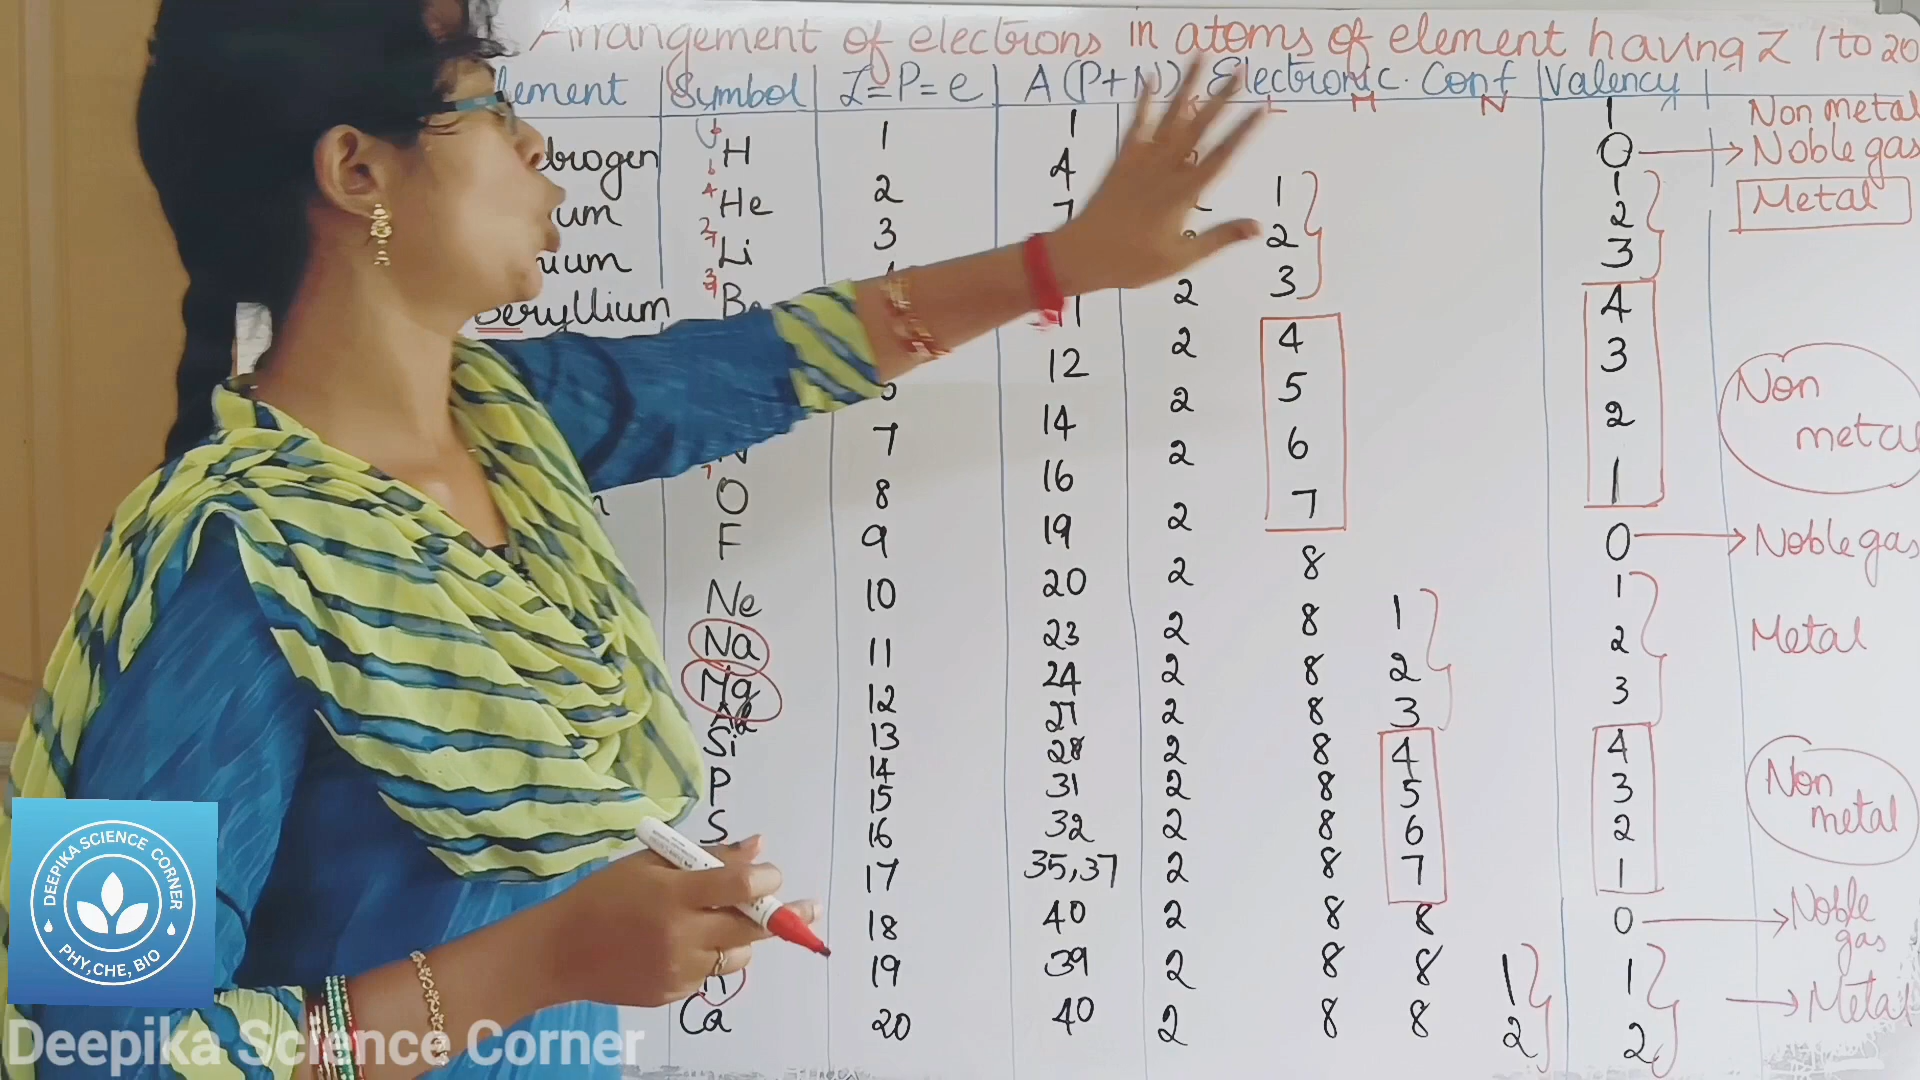 Arrangement of electrons in atoms of element having Z 1 to 20
lement Symbol Z=P=e A (P+N) Electronic. Conf Valency
L M N
drogen H 1 1 1 Non metal
um He 2 4 0 Noble gas
hium Li 3 7 1 1 Metal
Beryllium 2 2
2 3 3
12 2 4 4
7 14 2 5 3 Non metal
O 8 16 2 6 2
F 9 19 2 7 1
Ne 10 20 2 8 0 Noble gas
Na 11 23 2 8 1 1
Mg 12 24 2 8 2 2 Metal
Al 13 27 2 8 3 3
Si 14 28 2 8 4 4
P 15 31 2 8 5 3 Non metal
S 16 32 2 8 6 2
17 35,37 2 8 7 1
18 40 2 8 8 0 Noble gas
19 39 2 8 8 1 1 Metal
Ca 20 40 2 8 8 2 2
DEEPIKA SCIENCE CORNER
PHY,CHE, BIO
Deepika Science Corner